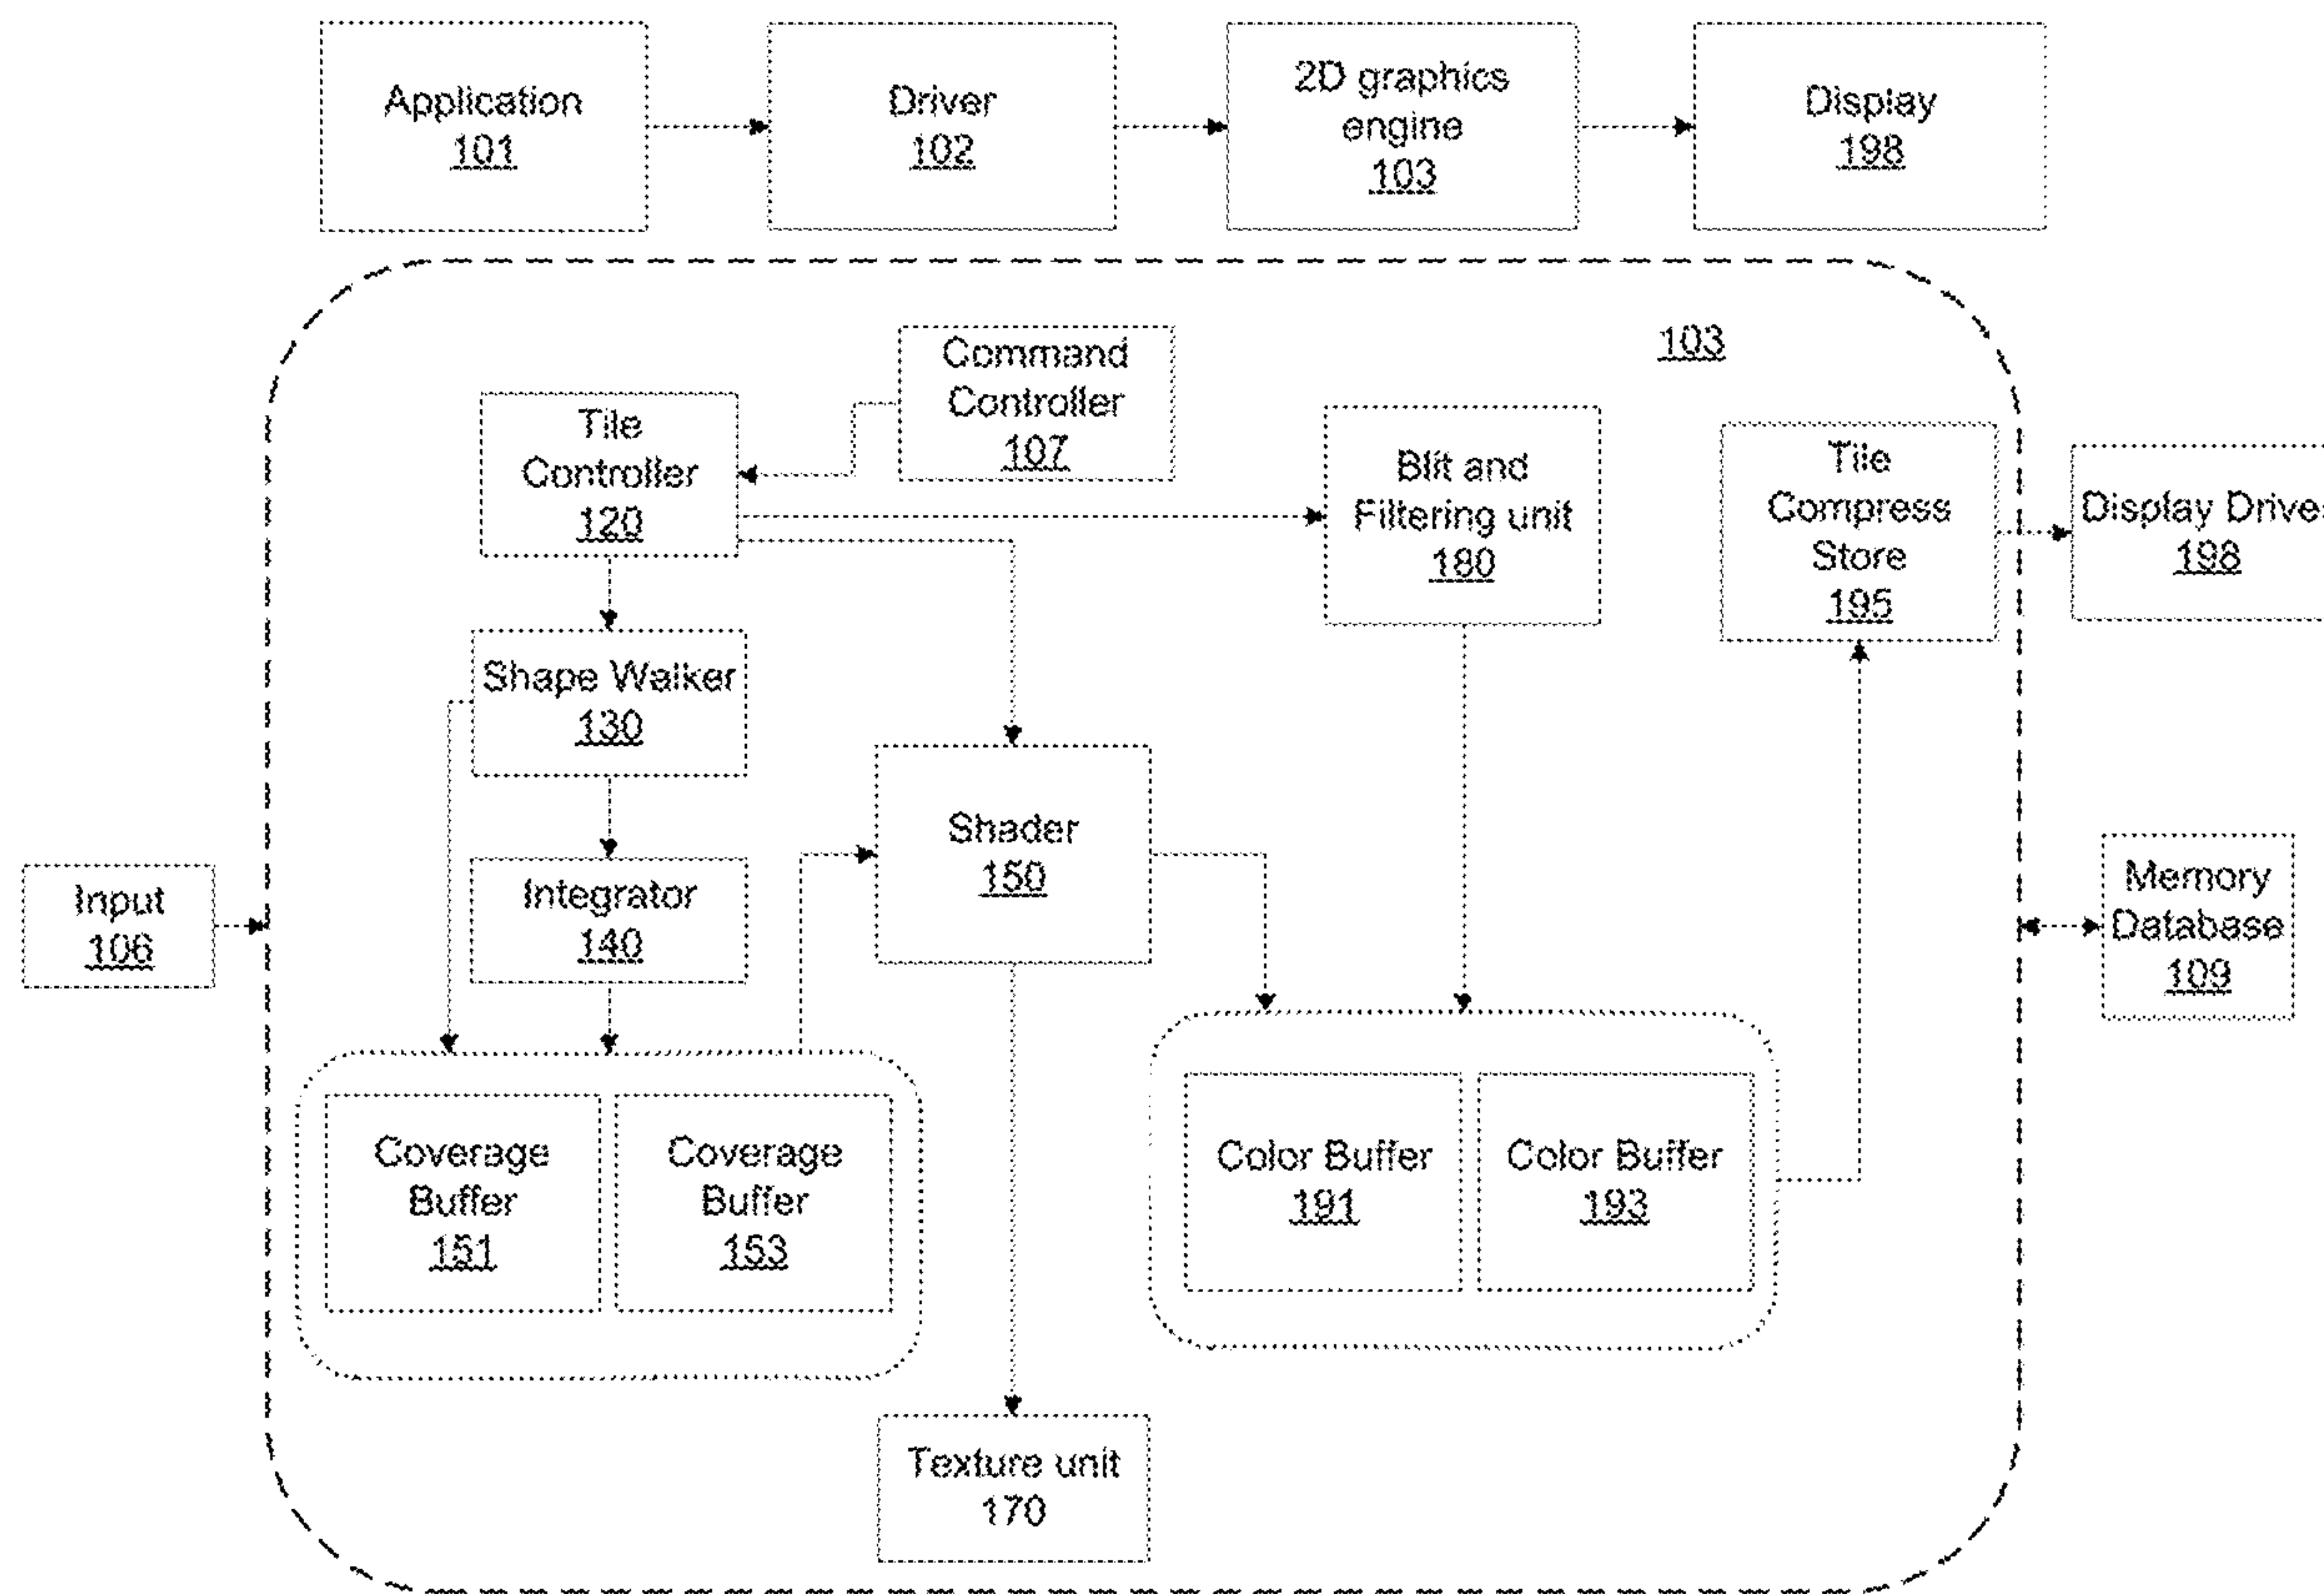 Application
101
Driver
102
2D graphics
engine
103
Display
198
103
Command
Controller
107
Tile
Controller
120
Blit and
Filtering unit
180
Tile
Compress
Store
195
Display Drive
198
Shape Walker
130
Shader
150
Integrator
140
Input
106
Memory
Database
109
Coverage
Buffer
151
Coverage
Buffer
153
Color Buffer
191
Color Buffer
193
Texture unit
170